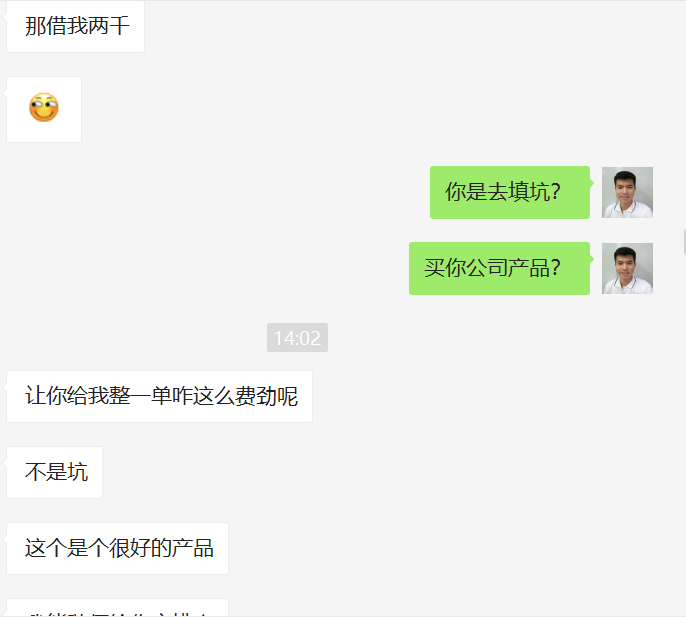 那借我两千
你是去填坑？
买你公司产品？
14:02
让你给我整一单咋这么费劲呢
不是坑
这个是个很好的产品